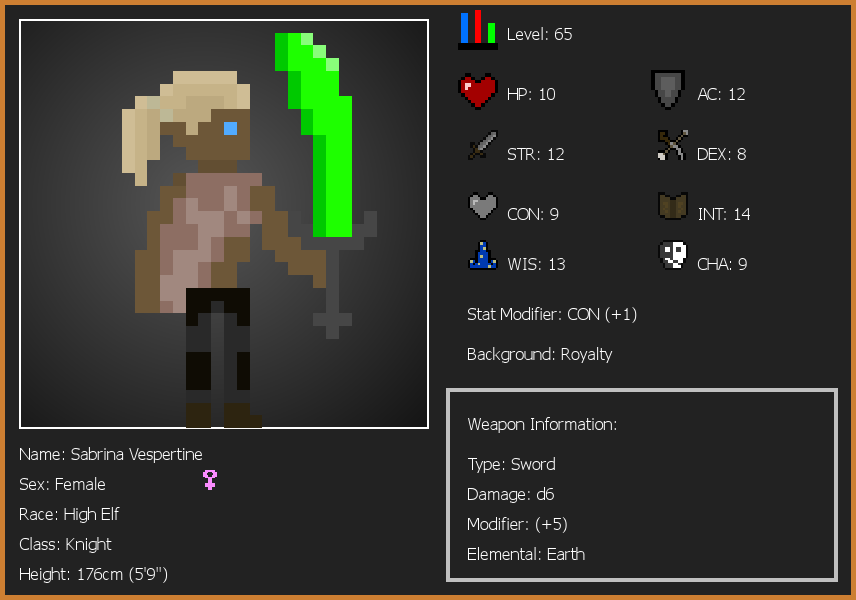 Level: 65
HP: 10
AC: 12
STR: 12
DEX: 8
CON: 9
INT: 14
WIS: 13
CHA: 9
Stat Modifier: CON (+1)
Background: Royalty
Weapon Information:
Type: Sword
Damage: d6
Modifier: (+5)
Elemental: Earth
Name: Sabrina Vespertine
Sex: Female
Race: High Elf
Class: Knight
Height: 176cm (5'9")